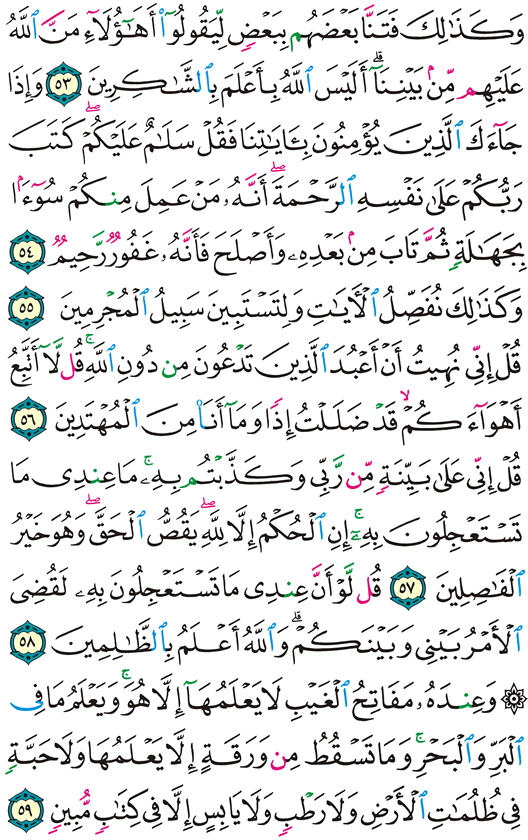 وَكَذَٰلِكَ فَتَنَّا بَعْضَهُم بِبَعْضٍ لِّيَقُولُوٓا۟ أَهَـٰٓؤُلَآءِ مَنَّ ٱللَّهُ
عَلَيْهِم مِّنۢ بَيْنِنَآ ۗ أَلَيْسَ ٱللَّهُ بِأَعْلَمَ بِٱلشَّـٰكِرِينَ ٥٣ وَإِذَا
جَآءَكَ ٱلَّذِينَ يُؤْمِنُونَ بِـَٔايَـٰتِنَا فَقُلْ سَلَـٰمٌ عَلَيْكُمْ ۖ كَتَبَ
رَبُّكُمْ عَلَىٰ نَفْسِهِ ٱلرَّحْمَةَ ۖ أَنَّهُۥ مَنْ عَمِلَ مِنكُمْ سُوٓءًۢا
بِجَهَـٰلَةٍ ثُمَّ تَابَ مِنۢ بَعْدِهِۦ وَأَصْلَحَ فَأَنَّهُۥ غَفُورٌ رَّحِيمٌ ٥٤
وَكَذَٰلِكَ نُفَصِّلُ ٱلْـَٔايَـٰتِ وَلِتَسْتَبِينَ سَبِيلُ ٱلْمُجْرِمِينَ ٥٥
قُلْ إِنِّى نُهِيتُ أَنْ أَعْبُدَ ٱلَّذِينَ تَدْعُونَ مِن دُونِ ٱللَّهِ ۚ قُل لَّآ أَتَّبِعُ
أَهْوَآءَكُمْ ۙ قَدْ ضَلَلْتُ إِذًا وَمَآ أَنَا۠ مِنَ ٱلْمُهْتَدِينَ ٥٦
قُلْ إِنِّى عَلَىٰ بَيِّنَةٍ مِّن رَّبِّى وَكَذَّبْتُم بِهِۦ ۚ مَا عِندِى مَا
تَسْتَعْجِلُونَ بِهِۦٓ ۚ إِنِ ٱلْحُكْمُ إِلَّا لِلَّهِ ۖ يَقُصُّ ٱلْحَقَّ ۖ وَهُوَ خَيْرُ
ٱلْفَـٰصِلِينَ ٥٧ قُل لَّوْ أَنَّ عِندِى مَا تَسْتَعْجِلُونَ بِهِۦ لَقُضِىَ
ٱلْأَمْرُ بَيْنِى وَبَيْنَكُمْ ۗ وَٱللَّهُ أَعْلَمُ بِٱلظَّـٰلِمِينَ ٥٨
۞ وَعِندَهُۥ مَفَاتِحُ ٱلْغَيْبِ لَا يَعْلَمُهَآ إِلَّا هُوَ ۚ وَيَعْلَمُ مَا فِى
ٱلْبَرِّ وَٱلْبَحْرِ ۚ وَمَا تَسْقُطُ مِن وَرَقَةٍ إِلَّا يَعْلَمُهَا وَلَا حَبَّةٍ
فِى ظُلُمَـٰتِ ٱلْأَرْضِ وَلَا رَطْبٍ وَلَا يَابِسٍ إِلَّا فِى كِتَـٰبٍ مُّبِينٍ ٥٩